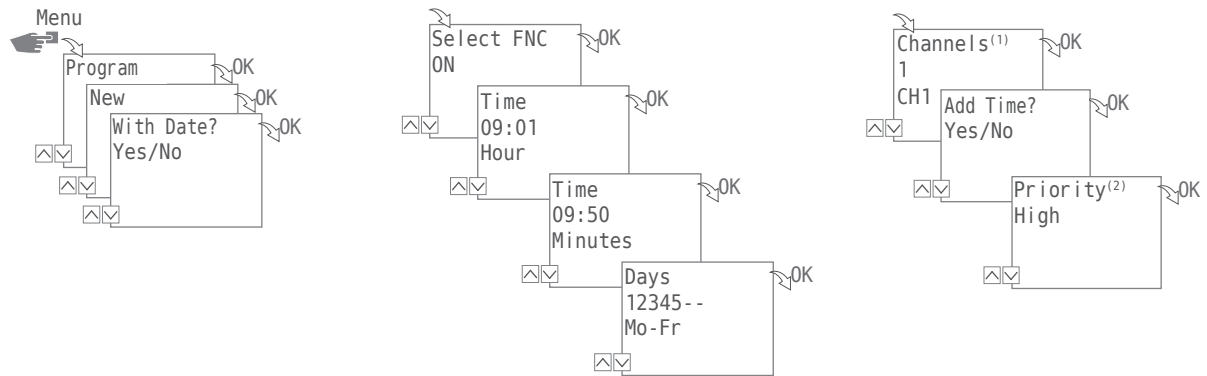 Menu
Program
OK
New
OK
With Date?
Yes/No
OK
Select FNC
ON
OK
Time
09:01
Hour
OK
Time
09:50
Minutes
OK
Days
12345--
Mo-Fr
OK
Channels(1)
1
CH1
OK
Add Time?
Yes/No
OK
Priority(2)
High
OK